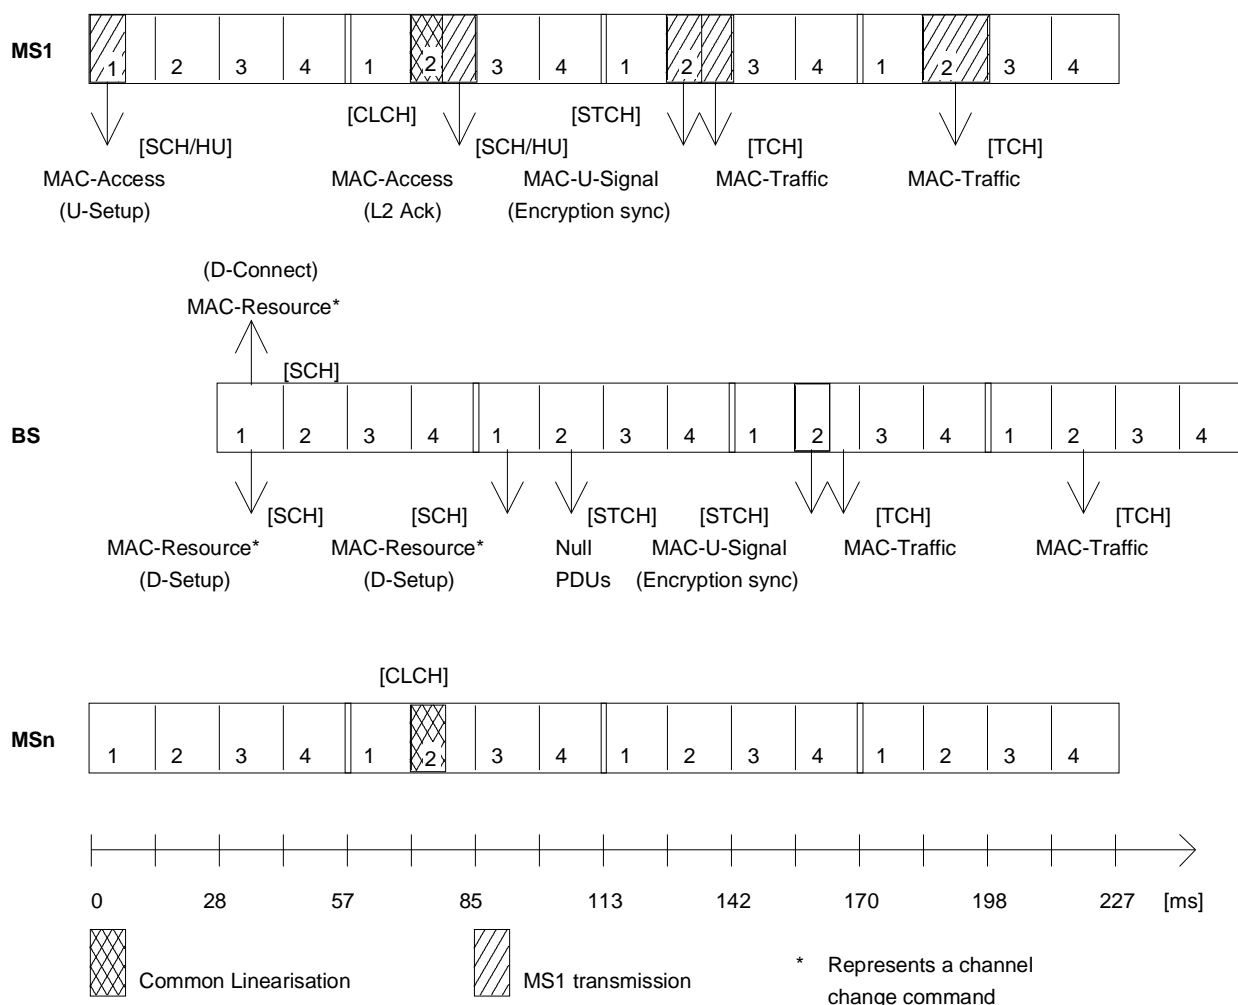 MS1
1 2 3 4 1 2 3 4 1 2 3 4 1 2 3 4
[CLCH] [STCH]
[SCH/HU] [SCH/HU] [TCH] [TCH]
MAC-Access MAC-Access MAC-U-Signal MAC-Traffic MAC-Traffic
(U-Setup) (L2 Ack) (Encryption sync)
(D-Connect)
MAC-Resource*
[SCH]
BS
1 2 3 4 1 2 3 4 1 2 3 4 1 2 3 4
[SCH] [SCH] [STCH] [STCH] [TCH] [TCH]
MAC-Resource* MAC-Resource* Null MAC-U-Signal MAC-Traffic MAC-Traffic
(D-Setup) (D-Setup) PDUs (Encryption sync)
[CLCH]
MSn
1 2 3 4 1 2 3 4 1 2 3 4 1 2 3 4
0 28 57 85 113 142 170 198 227 [ms]
Common Linearisation MS1 transmission * Represents a channel
change command